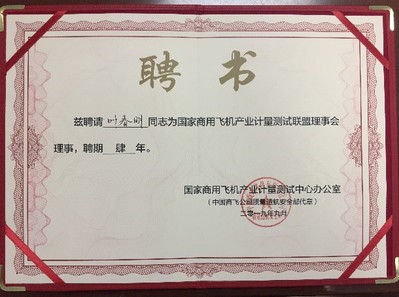 聘书
兹聘请叶春明同志为国家商用飞机产业计量测试联盟理事会
理事，聘期肆年。
国家商用飞机产业计量测试中心办公室
（中国商飞公司质量适航安全部代章）
二〇一九年九月